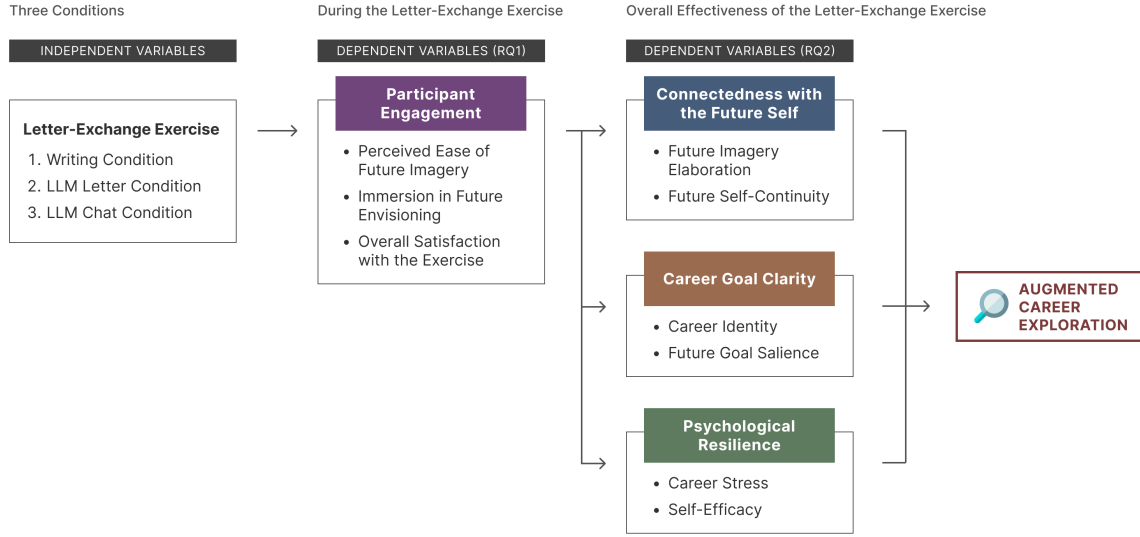 Three Conditions
INDEPENDENT VARIABLES
Letter-Exchange Exercise
1. Writing Condition
2. LLM Letter Condition
3. LLM Chat Condition
During the Letter-Exchange Exercise
DEPENDENT VARIABLES (RQ1)
Participant
Engagement
• Perceived Ease of
Future Imagery
• Immersion in Future
Envisioning
• Overall Satisfaction
with the Exercise
Overall Effectiveness of the Letter-Exchange Exercise
DEPENDENT VARIABLES (RQ2)
Connectedness with
the Future Self
• Future Imagery
Elaboration
• Future Self-Continuity
Career Goal Clarity
• Career Identity
• Future Goal Salience
Psychological
Resilience
• Career Stress
• Self-Efficacy
AUGMENTED
CAREER
EXPLORATION